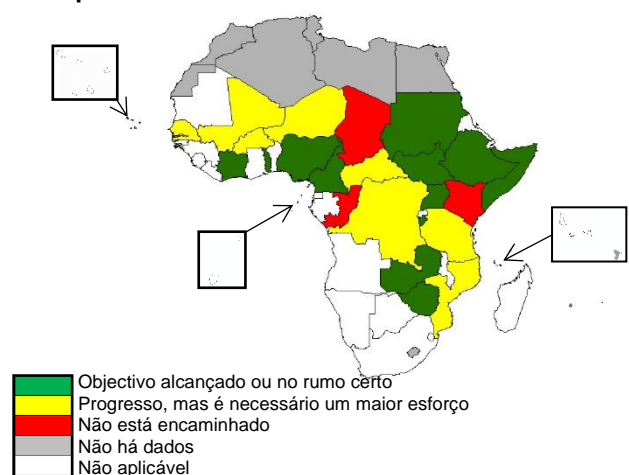 Objectivo alcançado ou no rumo certo
Progresso, mas é necessário um maior esforço
Não está encaminhado
Não há dados
Não aplicável